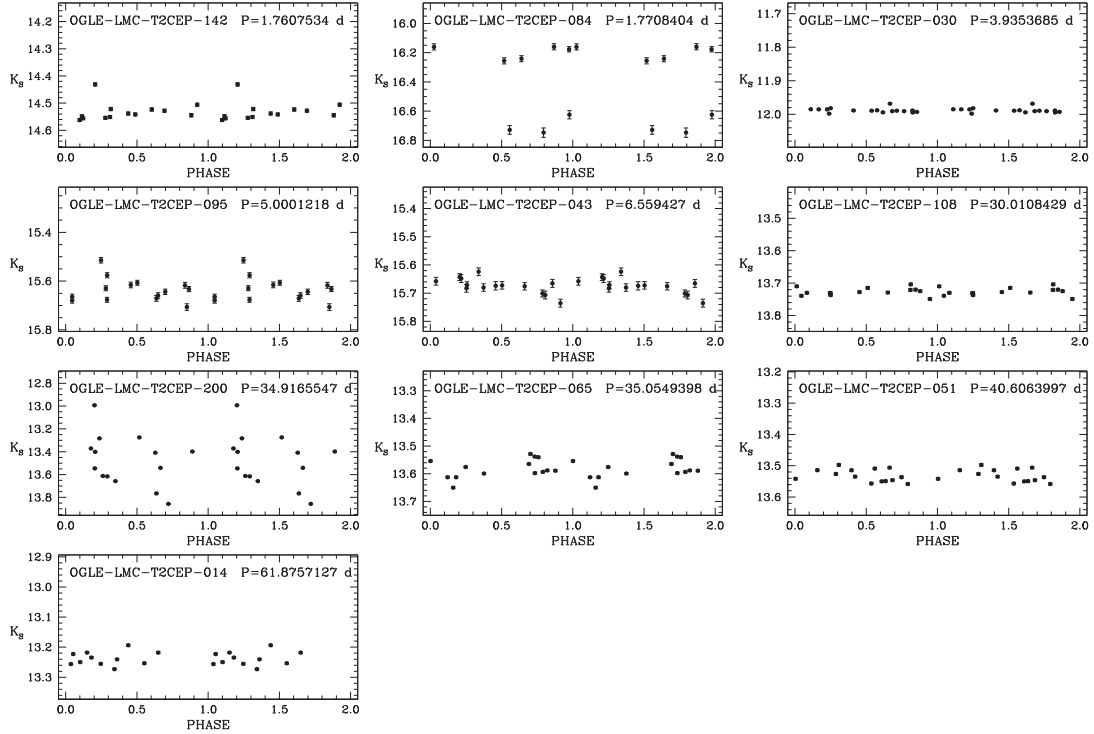 OGLE-LMC-T2CEP-142 P=1.7607534 d
14.2
14.3
14.4
14.5
14.6
Ks
0.0 0.5 1.0 1.5 2.0
PHASE
OGLE-LMC-T2CEP-084 P=1.7708404 d
16.0
16.2
16.4
16.6
16.8
Ks
0.0 0.5 1.0 1.5 2.0
PHASE
OGLE-LMC-T2CEP-030 P=3.9353685 d
11.7
11.8
11.9
12.0
Ks
0.0 0.5 1.0 1.5 2.0
PHASE
OGLE-LMC-T2CEP-095 P=5.0001218 d
15.4
15.6
15.8
Ks
0.0 0.5 1.0 1.5 2.0
PHASE
OGLE-LMC-T2CEP-043 P=6.559427 d
15.4
15.5
15.6
15.7
15.8
Ks
0.0 0.5 1.0 1.5 2.0
PHASE
OGLE-LMC-T2CEP-108 P=30.0108429 d
13.5
13.6
13.7
13.8
Ks
0.0 0.5 1.0 1.5 2.0
PHASE
OGLE-LMC-T2CEP-200 P=34.9165547 d
12.8
13.0
13.2
13.4
13.6
13.8
Ks
0.0 0.5 1.0 1.5 2.0
PHASE
OGLE-LMC-T2CEP-065 P=35.0549398 d
13.3
13.4
13.5
13.6
13.7
Ks
0.0 0.5 1.0 1.5 2.0
PHASE
OGLE-LMC-T2CEP-051 P=40.6063997 d
13.2
13.3
13.4
13.5
13.6
Ks
0.0 0.5 1.0 1.5 2.0
PHASE
OGLE-LMC-T2CEP-014 P=61.8757127 d
12.9
13.0
13.1
13.2
13.3
Ks
0.0 0.5 1.0 1.5 2.0
PHASE